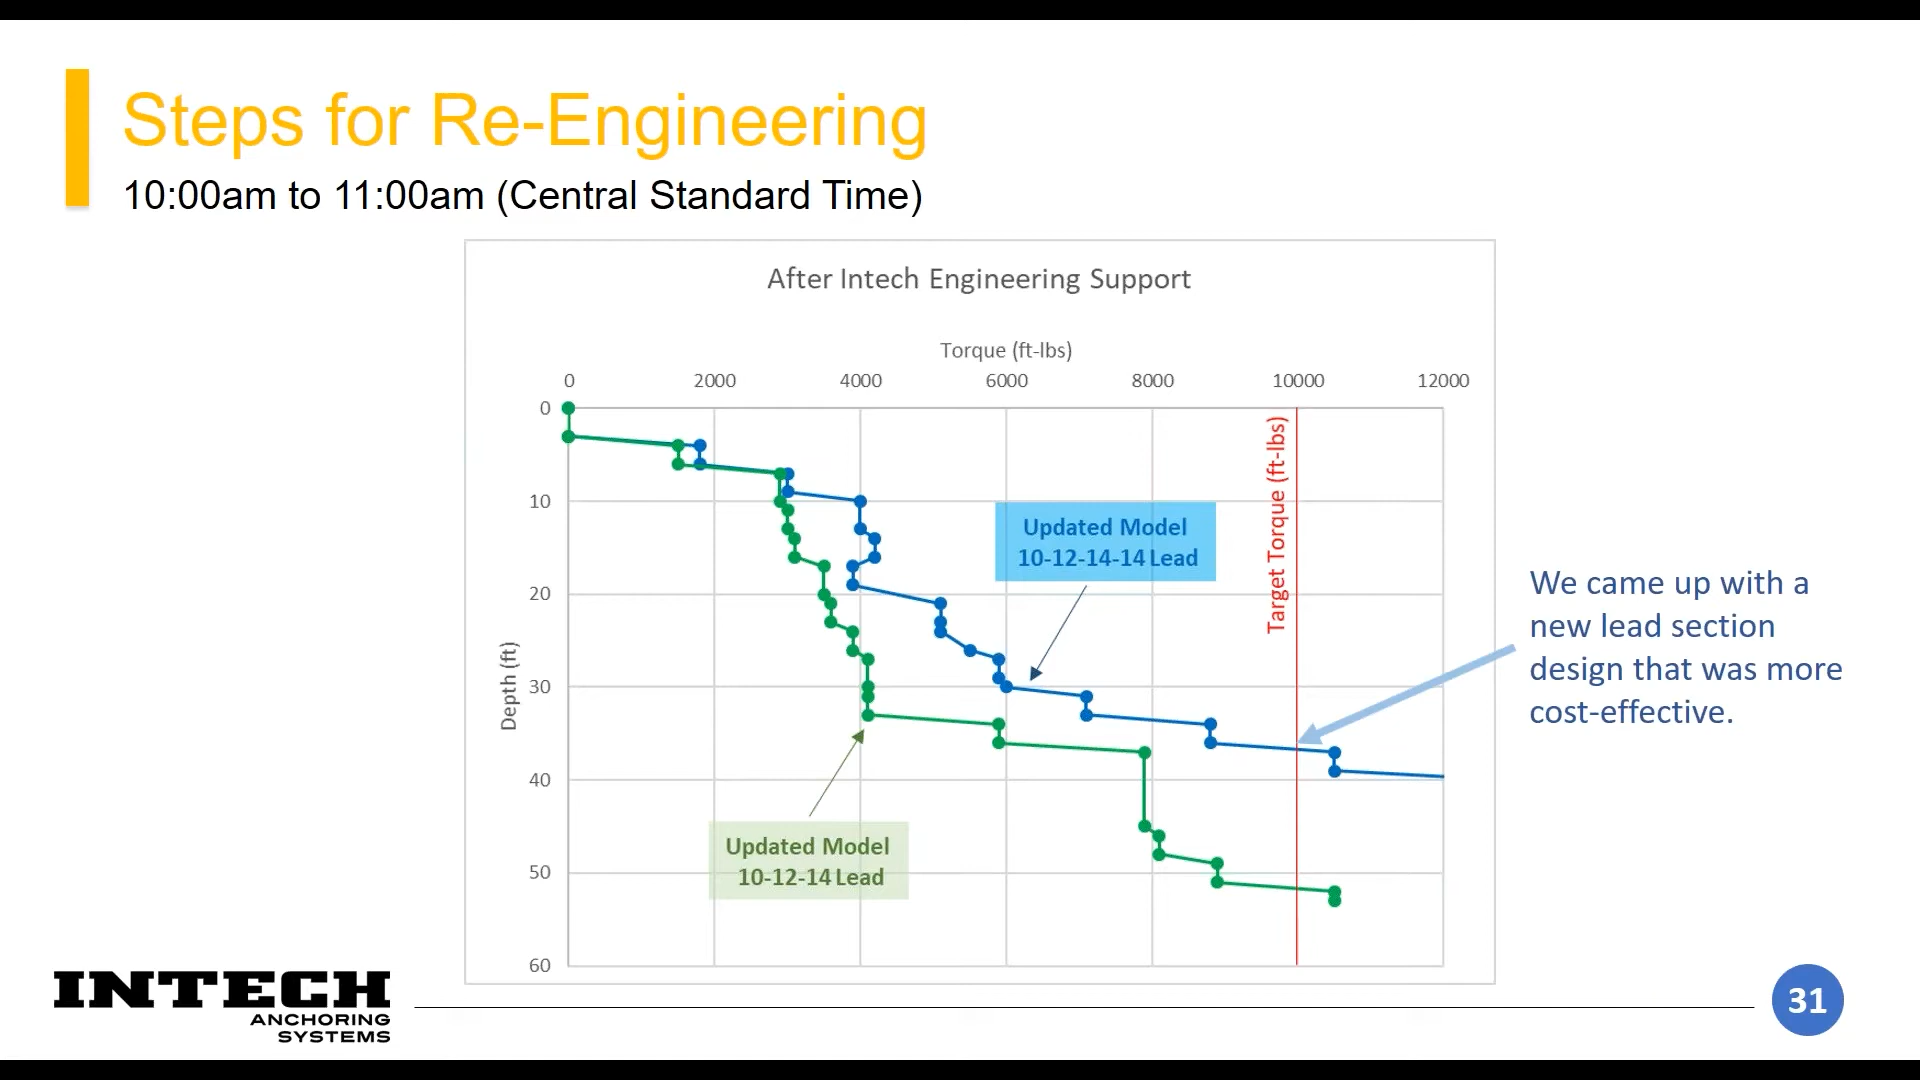 Steps for Re-Engineering
10:00am to 11:00am (Central Standard Time)
After Intech Engineering Support
Torque (ft-lbs)
0 2000 4000 6000 8000 10000 12000
0
10
20
30
40
50
60
Depth (ft)
Target Torque (ft-lbs)
Updated Model
10-12-14-14 Lead
Updated Model
10-12-14 Lead
We came up with a
new lead section
design that was more
cost-effective.
INTECH
ANCHORING
SYSTEMS
31